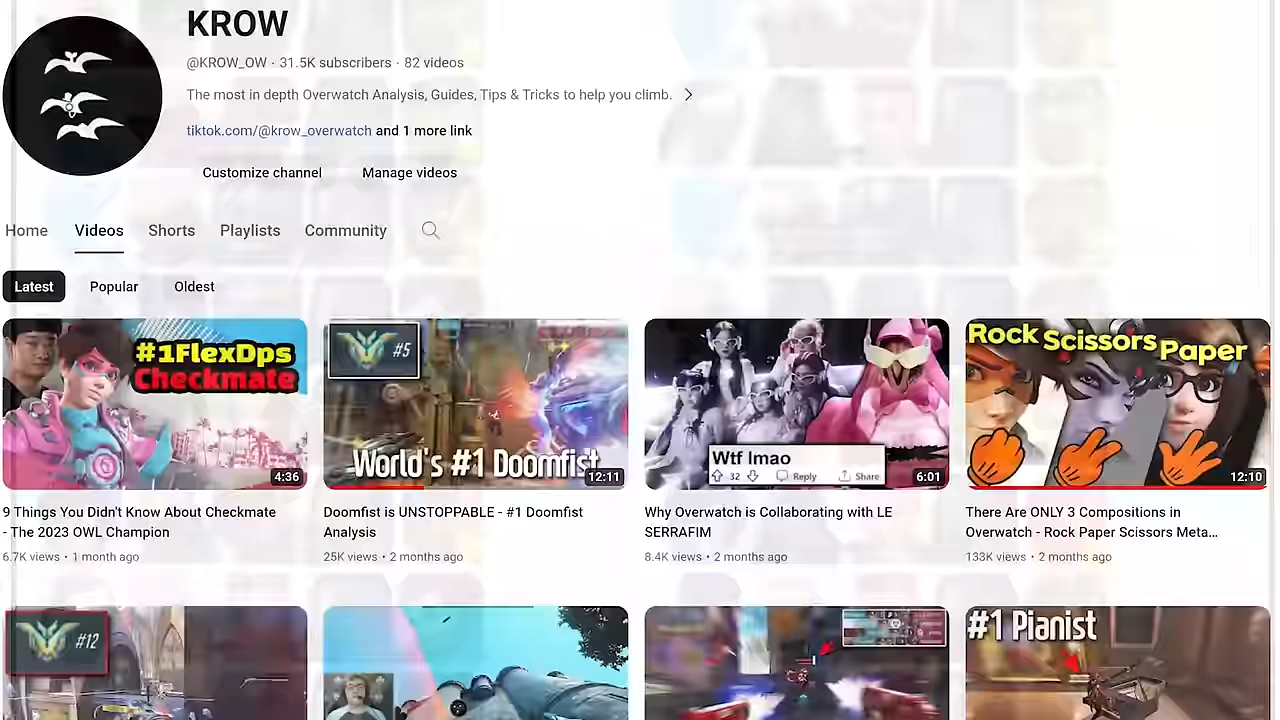 KROW
@KROW_OW · 31.5K subscribers · 82 videos
The most in depth Overwatch Analysis, Guides, Tips & Tricks to help you climb.
tiktok.com/@krow_overwatch and 1 more link
Customize channel Manage videos
Home Videos Shorts Playlists Community
Latest Popular Oldest
#1FlexDps
Checkmate
4:36
#5
World's #1 Doomfist
12:11
Wtf lmao
32 Reply Share
6:01
Rock Scissors Paper
12:10
9 Things You Didn't Know About Checkmate
- The 2023 OWL Champion
6.7K views · 1 month ago
Doomfist is UNSTOPPABLE - #1 Doomfist
Analysis
25K views · 2 months ago
Why Overwatch is Collaborating with LE
SERRAFIM
8.4K views · 2 months ago
There Are ONLY 3 Compositions in
Overwatch - Rock Paper Scissors Meta...
133K views · 2 months ago
#12
#1 Pianist